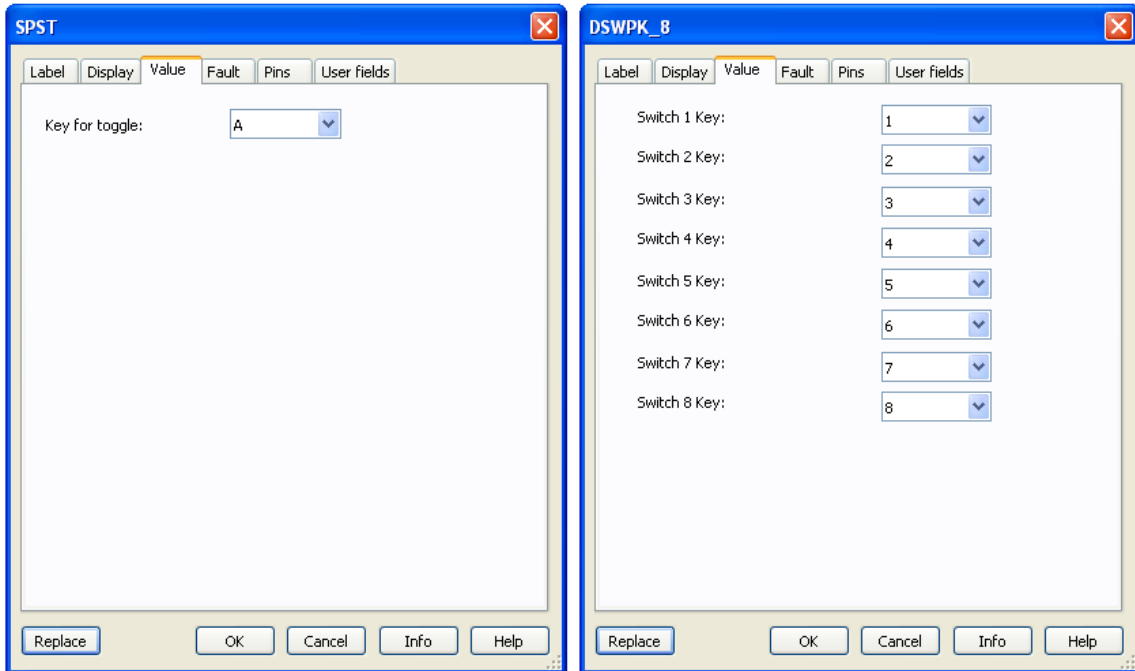 SPST
Label Display Value Fault Pins User fields
Key for toggle: A
Replace OK Cancel Info Help
DSWPK_8
Label Display Value Fault Pins User fields
Switch 1 Key: 1
Switch 2 Key: 2
Switch 3 Key: 3
Switch 4 Key: 4
Switch 5 Key: 5
Switch 6 Key: 6
Switch 7 Key: 7
Switch 8 Key: 8
Replace OK Cancel Info Help